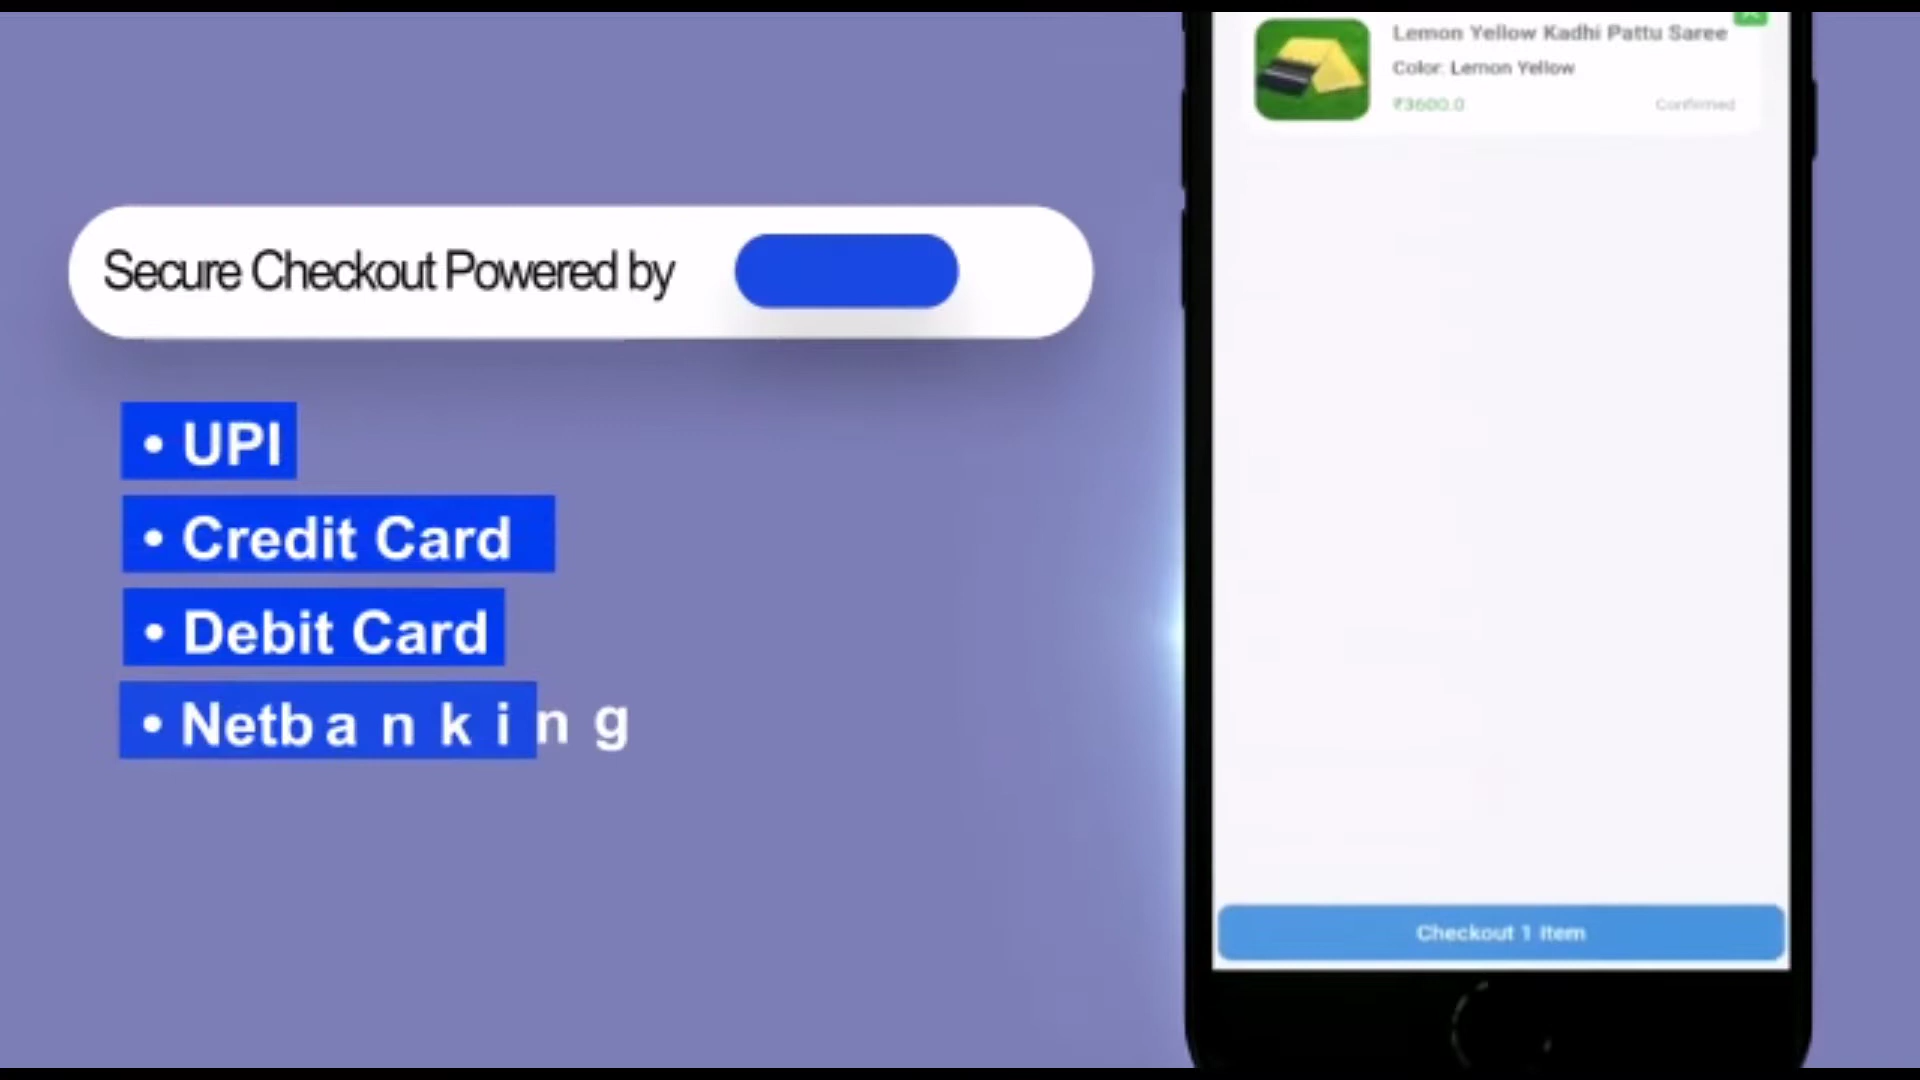 Secure Checkout Powered by
• UPI
• Credit Card
• Debit Card
• Netbanking
Lemon Yellow Kadhi Pattu Saree
Color: Lemon Yellow
₹3600.0
Confirmed
Checkout 1 Item